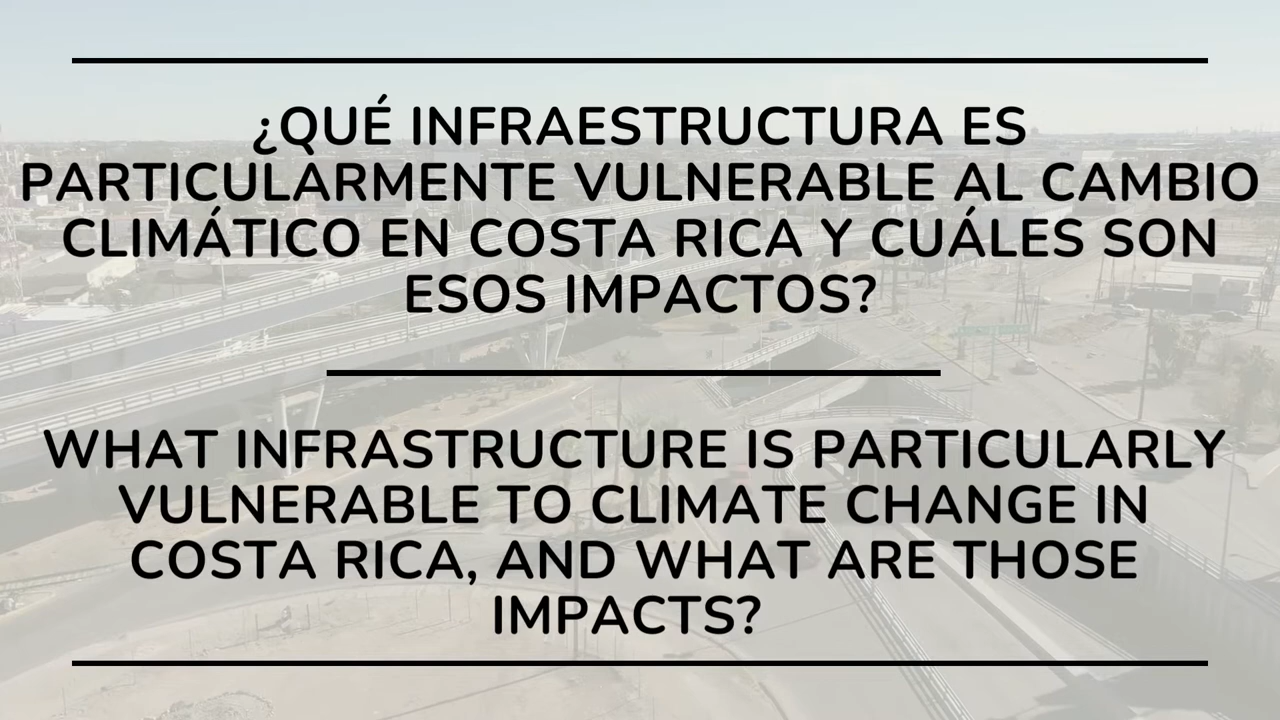 ¿QUÉ INFRAESTRUCTURA ES
PARTICULARMENTE VULNERABLE AL CAMBIO
CLIMÁTICO EN COSTA RICA Y CUÁLES SON
ESOS IMPACTOS?
WHAT INFRASTRUCTURE IS PARTICULARLY
VULNERABLE TO CLIMATE CHANGE IN
COSTA RICA, AND WHAT ARE THOSE
IMPACTS?